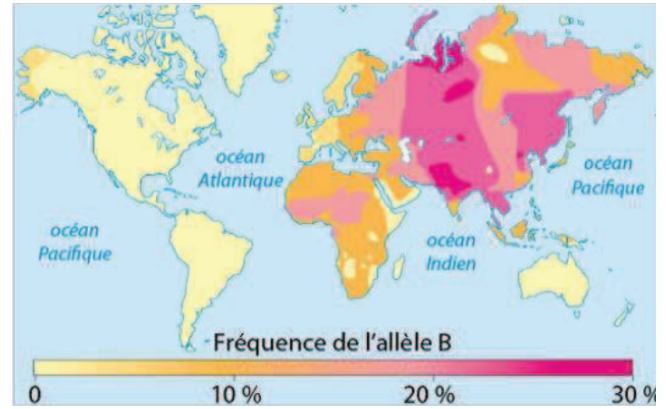 océan
Atlantique
océan
Pacifique
océan
Pacifique
océan
Indien
Fréquence de l'allèle B
0 10 % 20 % 30 %